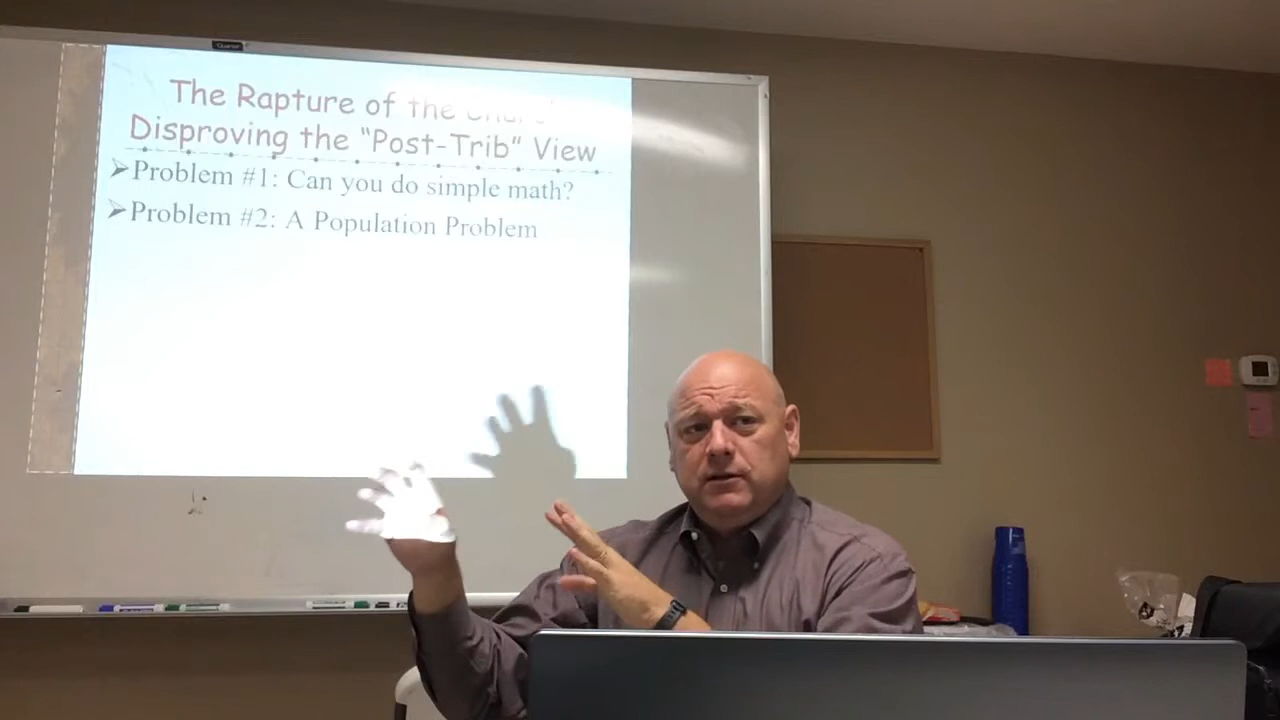 The Rapture of the
Disproving the “Post-Trib” View
➢Problem #1: Can you do simple math?
➢Problem #2: A Population Problem